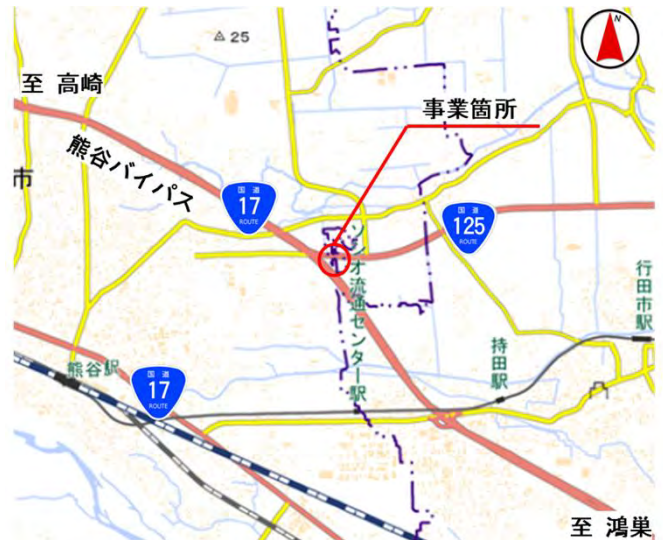 N
△ 25
至 高崎
事業箇所
熊谷バイパス
市
国道
17
ROUTE
国道
125
ROUTE
ソシオ流通センター駅
行田市駅
持田駅
熊谷駅
国道
17
ROUTE
至 鴻巣